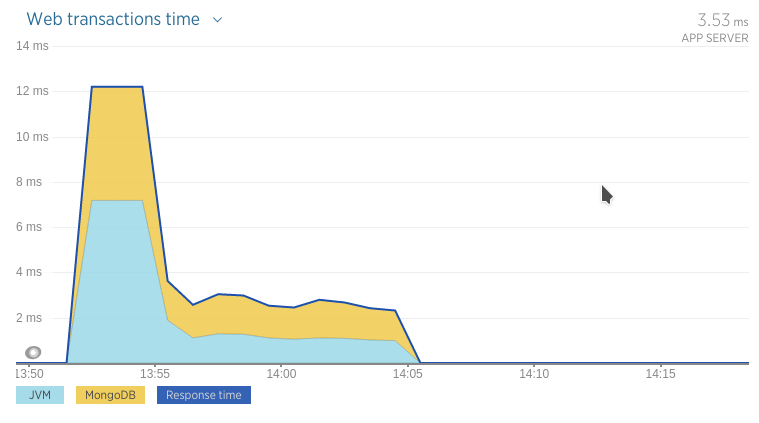 Web transactions time
3.53 ms
APP SERVER
14 ms
12 ms
10 ms
8 ms
6 ms
4 ms
2 ms
13:50 13:55 14:00 14:05 14:10 14:15
JVM MongoDB Response time